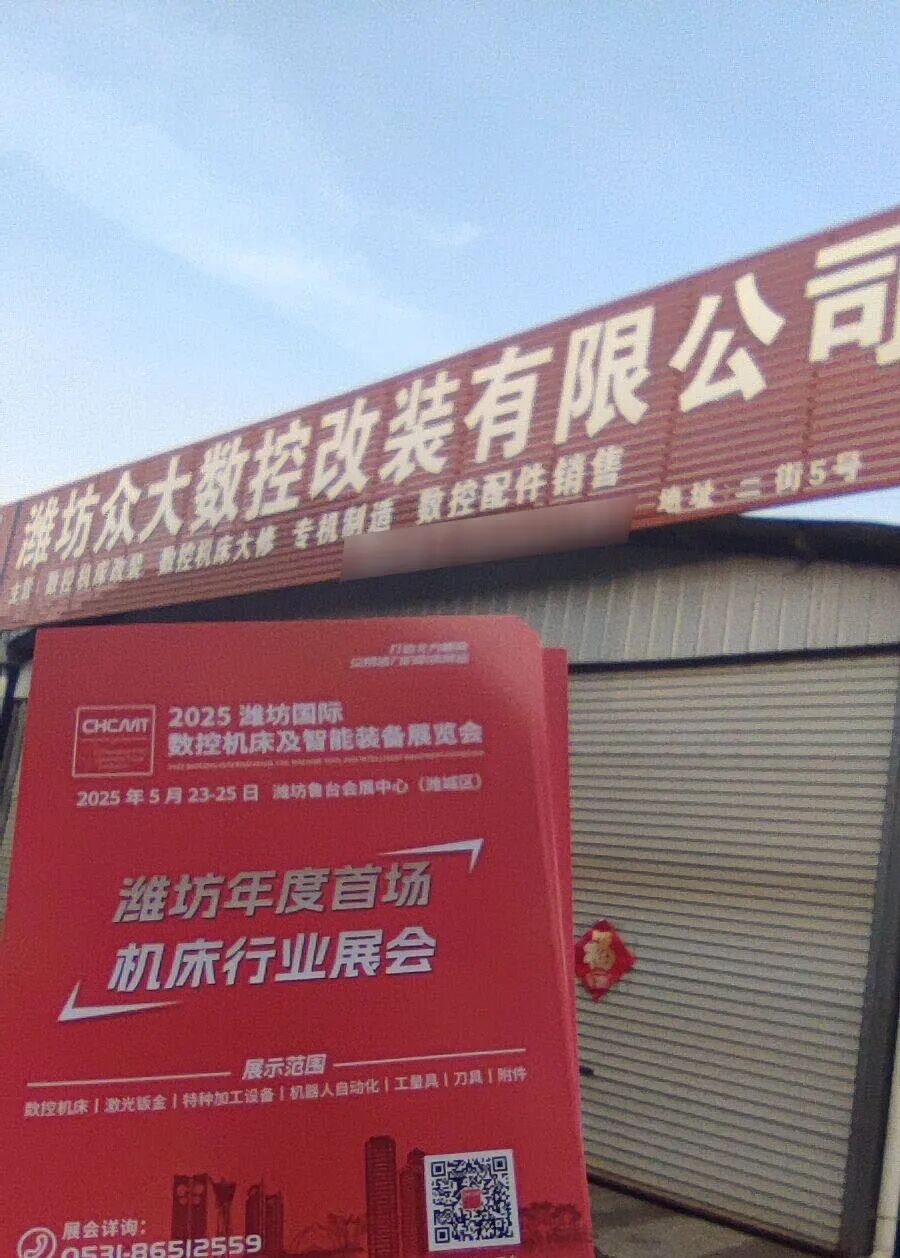 潍坊众大数控改装有限公司
主营 数控机床改装 数控机床大修 专机制造 数控配件销售
地址 二街5号
CHCMT
2025 潍坊国际
数控机床及智能装备展览会
2025 年 5 月 23-25 日 潍坊鲁台会展中心（潍城区）
潍坊年度首场
机床行业展会
展示范围
数控机床 | 激光钣金 | 特种加工设备 | 机器人自动化 | 工量具 | 刀具 | 附件
展会详询：
0531-86512559
福